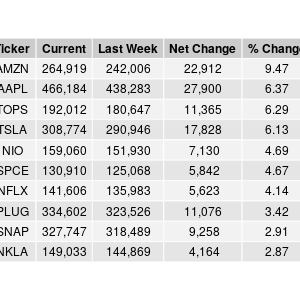 Ticker Current Last Week Net Change % Change
AMZN 264,919 242,006 22,912 9.47
AAPL 466,184 438,283 27,900 6.37
TOPS 192,012 180,647 11,365 6.29
TSLA 308,774 290,946 17,828 6.13
NIO 159,060 151,930 7,130 4.69
SPCE 130,910 125,068 5,842 4.67
NFLX 141,606 135,983 5,623 4.14
PLUG 334,602 323,526 11,076 3.42
SNAP 327,747 318,489 9,258 2.91
NKLA 149,033 144,869 4,164 2.87